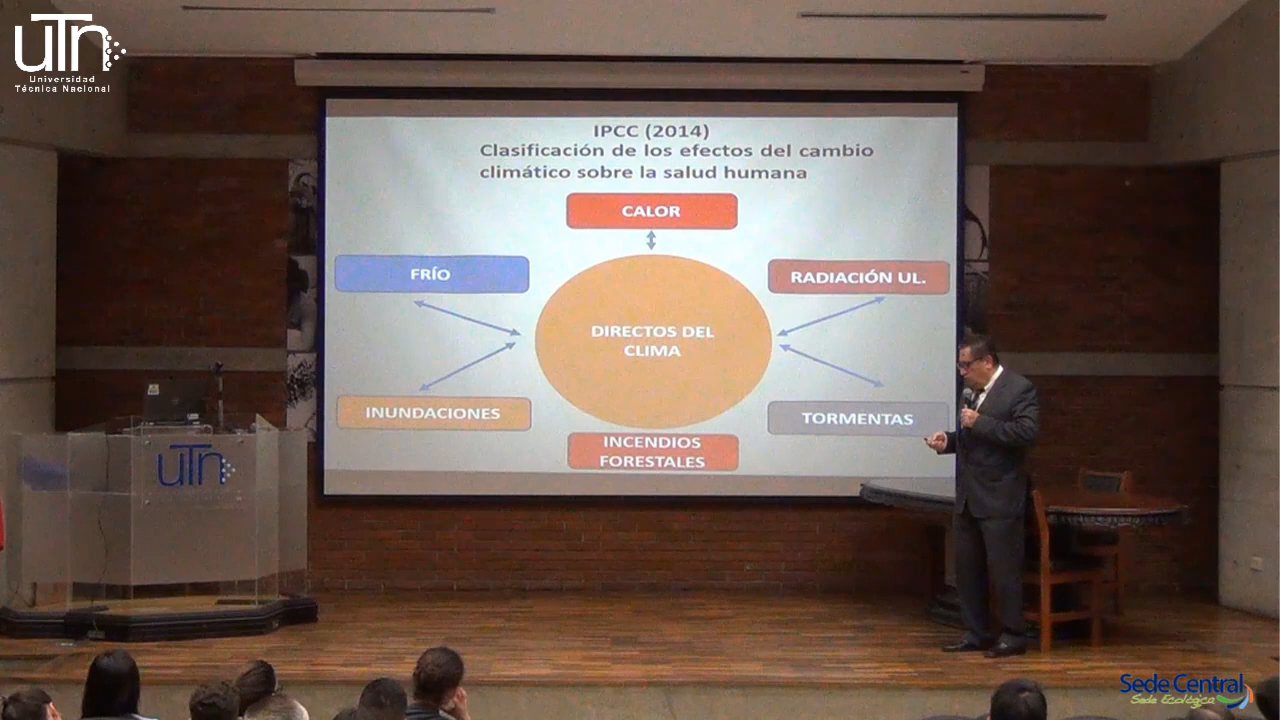 uTn
Universidad
Técnica Nacional
IPCC (2014)
Clasificación de los efectos del cambio
climático sobre la salud humana
CALOR
FRÍO
RADIACIÓN UL.
DIRECTOS DEL
CLIMA
INUNDACIONES
TORMENTAS
INCENDIOS
FORESTALES
uTn
Sede Central
Sede Ecológica